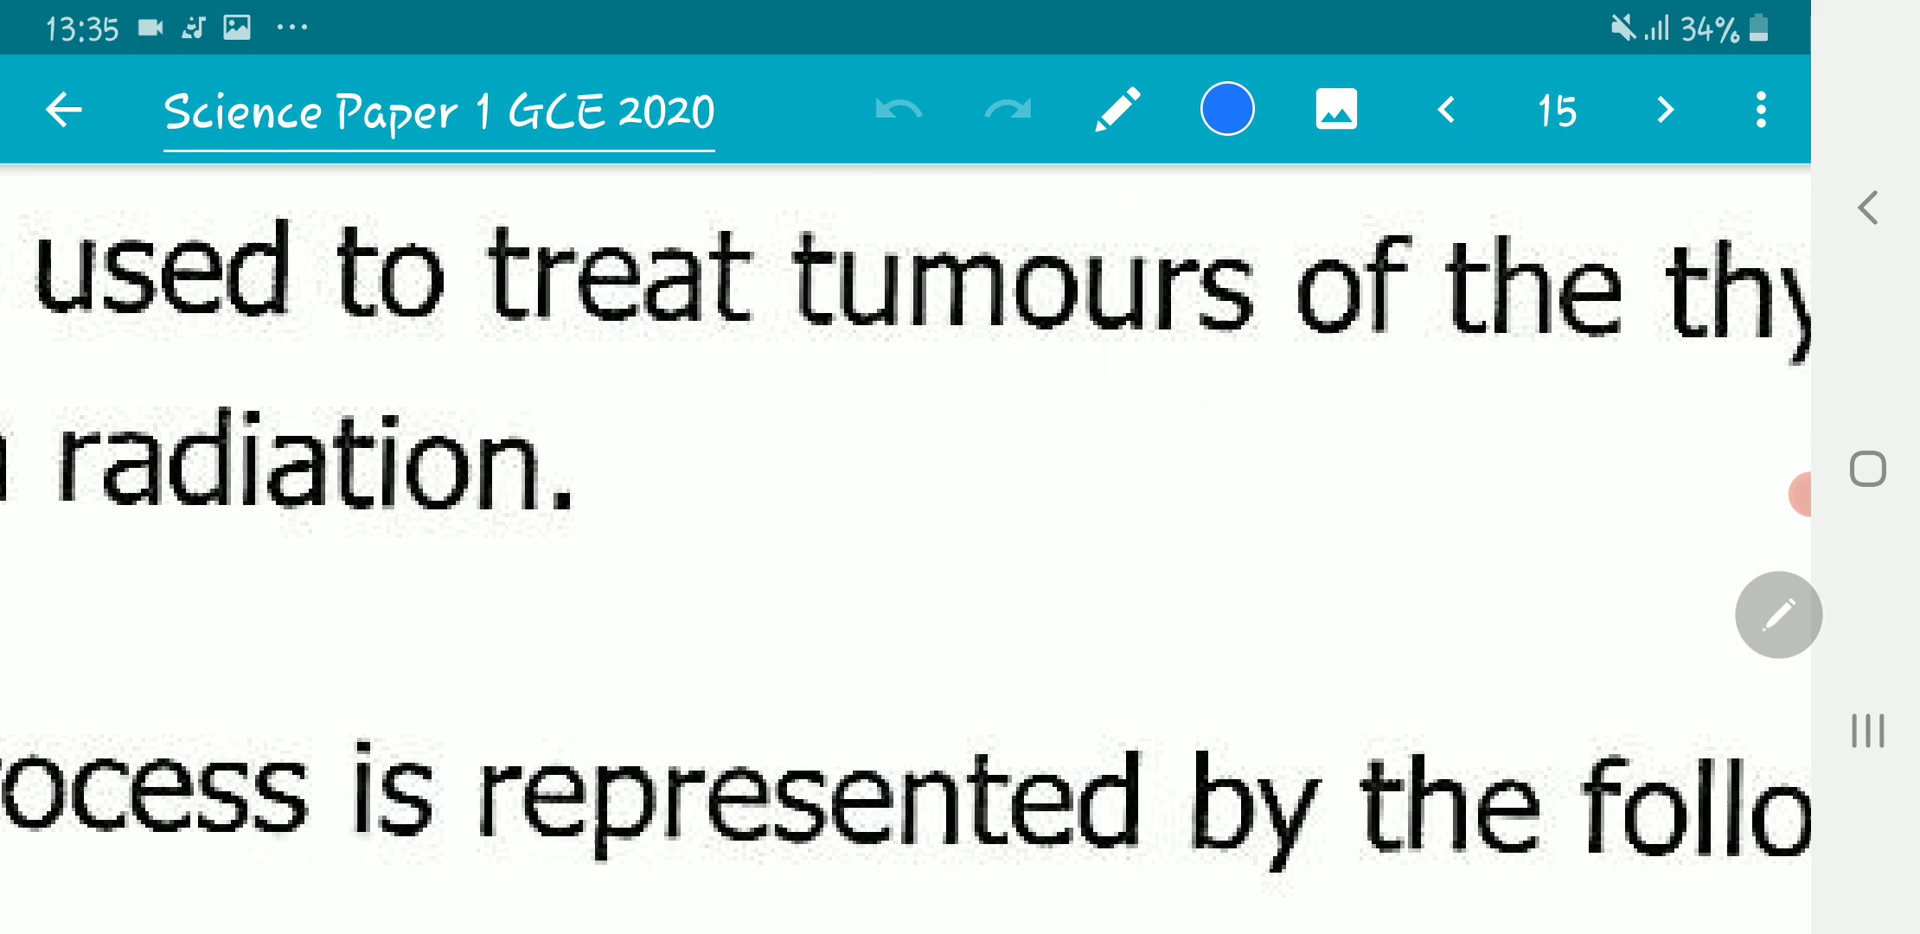 13:35 34%
Science Paper 1 GCE 2020 15
used to treat tumours of the thy
radiation.
ocess is represented by the follo